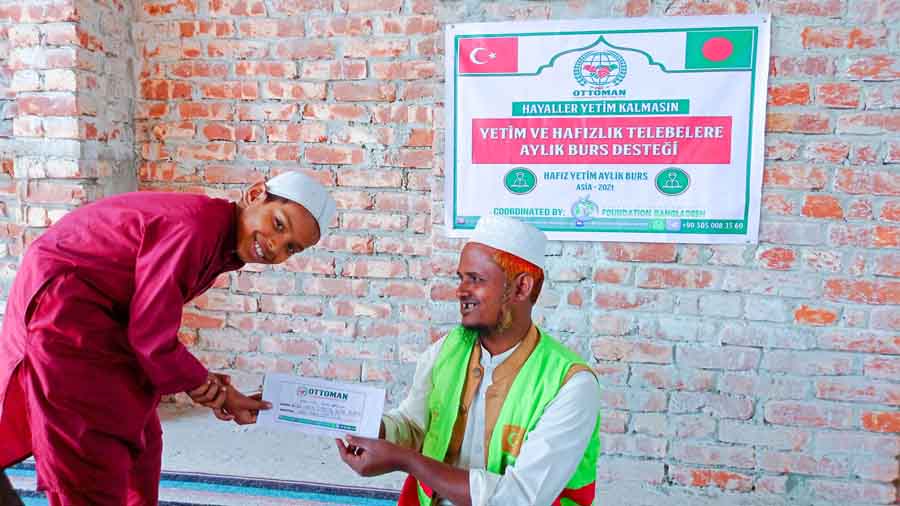 OTTOMAN
HAYALLER YETİM KALMASIN
YETİM VE HAFIZLIK TELEBELERE
AYLIK BURS DESTEĞİ
HAFIZ YETİM AYLIK BURS
ASIA - 2021
COORDINATED BY: FOUNDATION BANGLADESH
+90 505 008 35 60
OTTOMAN